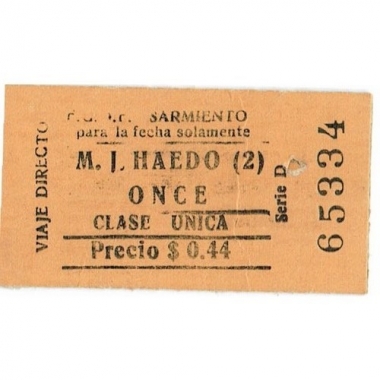 VIAJE DIRECTO
SARMIENTO
para la fecha solamente
M. J. HAEDO (2)
ONCE
CLASE UNICA
Precio $ 0.44
Serie D
65334